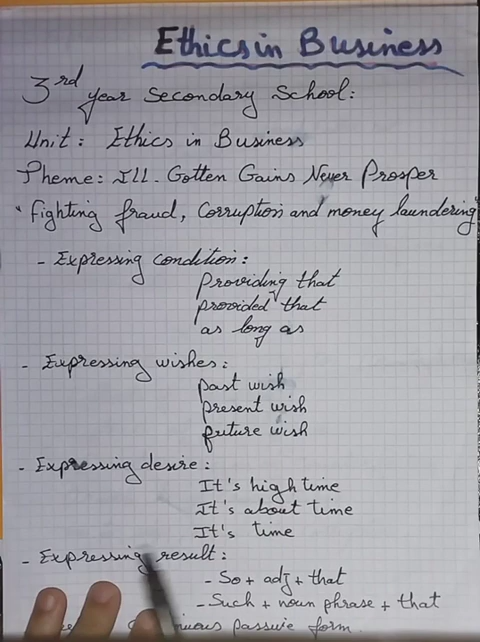 Ethics in Business
3rd year Secondary School:
Unit: Ethics in Business
Theme: Ill. Gotten Gains Never Prosper
"Fighting fraud, Corruption and money laundering"
- Expressing condition:
Providing that
provided that
as long as
- Expressing wishes:
past wish
present wish
future wish
- Expressing desire:
It's high time
It's about time
It's time
- Expressing result:
- So + adj + that
- Such + noun phrase + that
passive form.